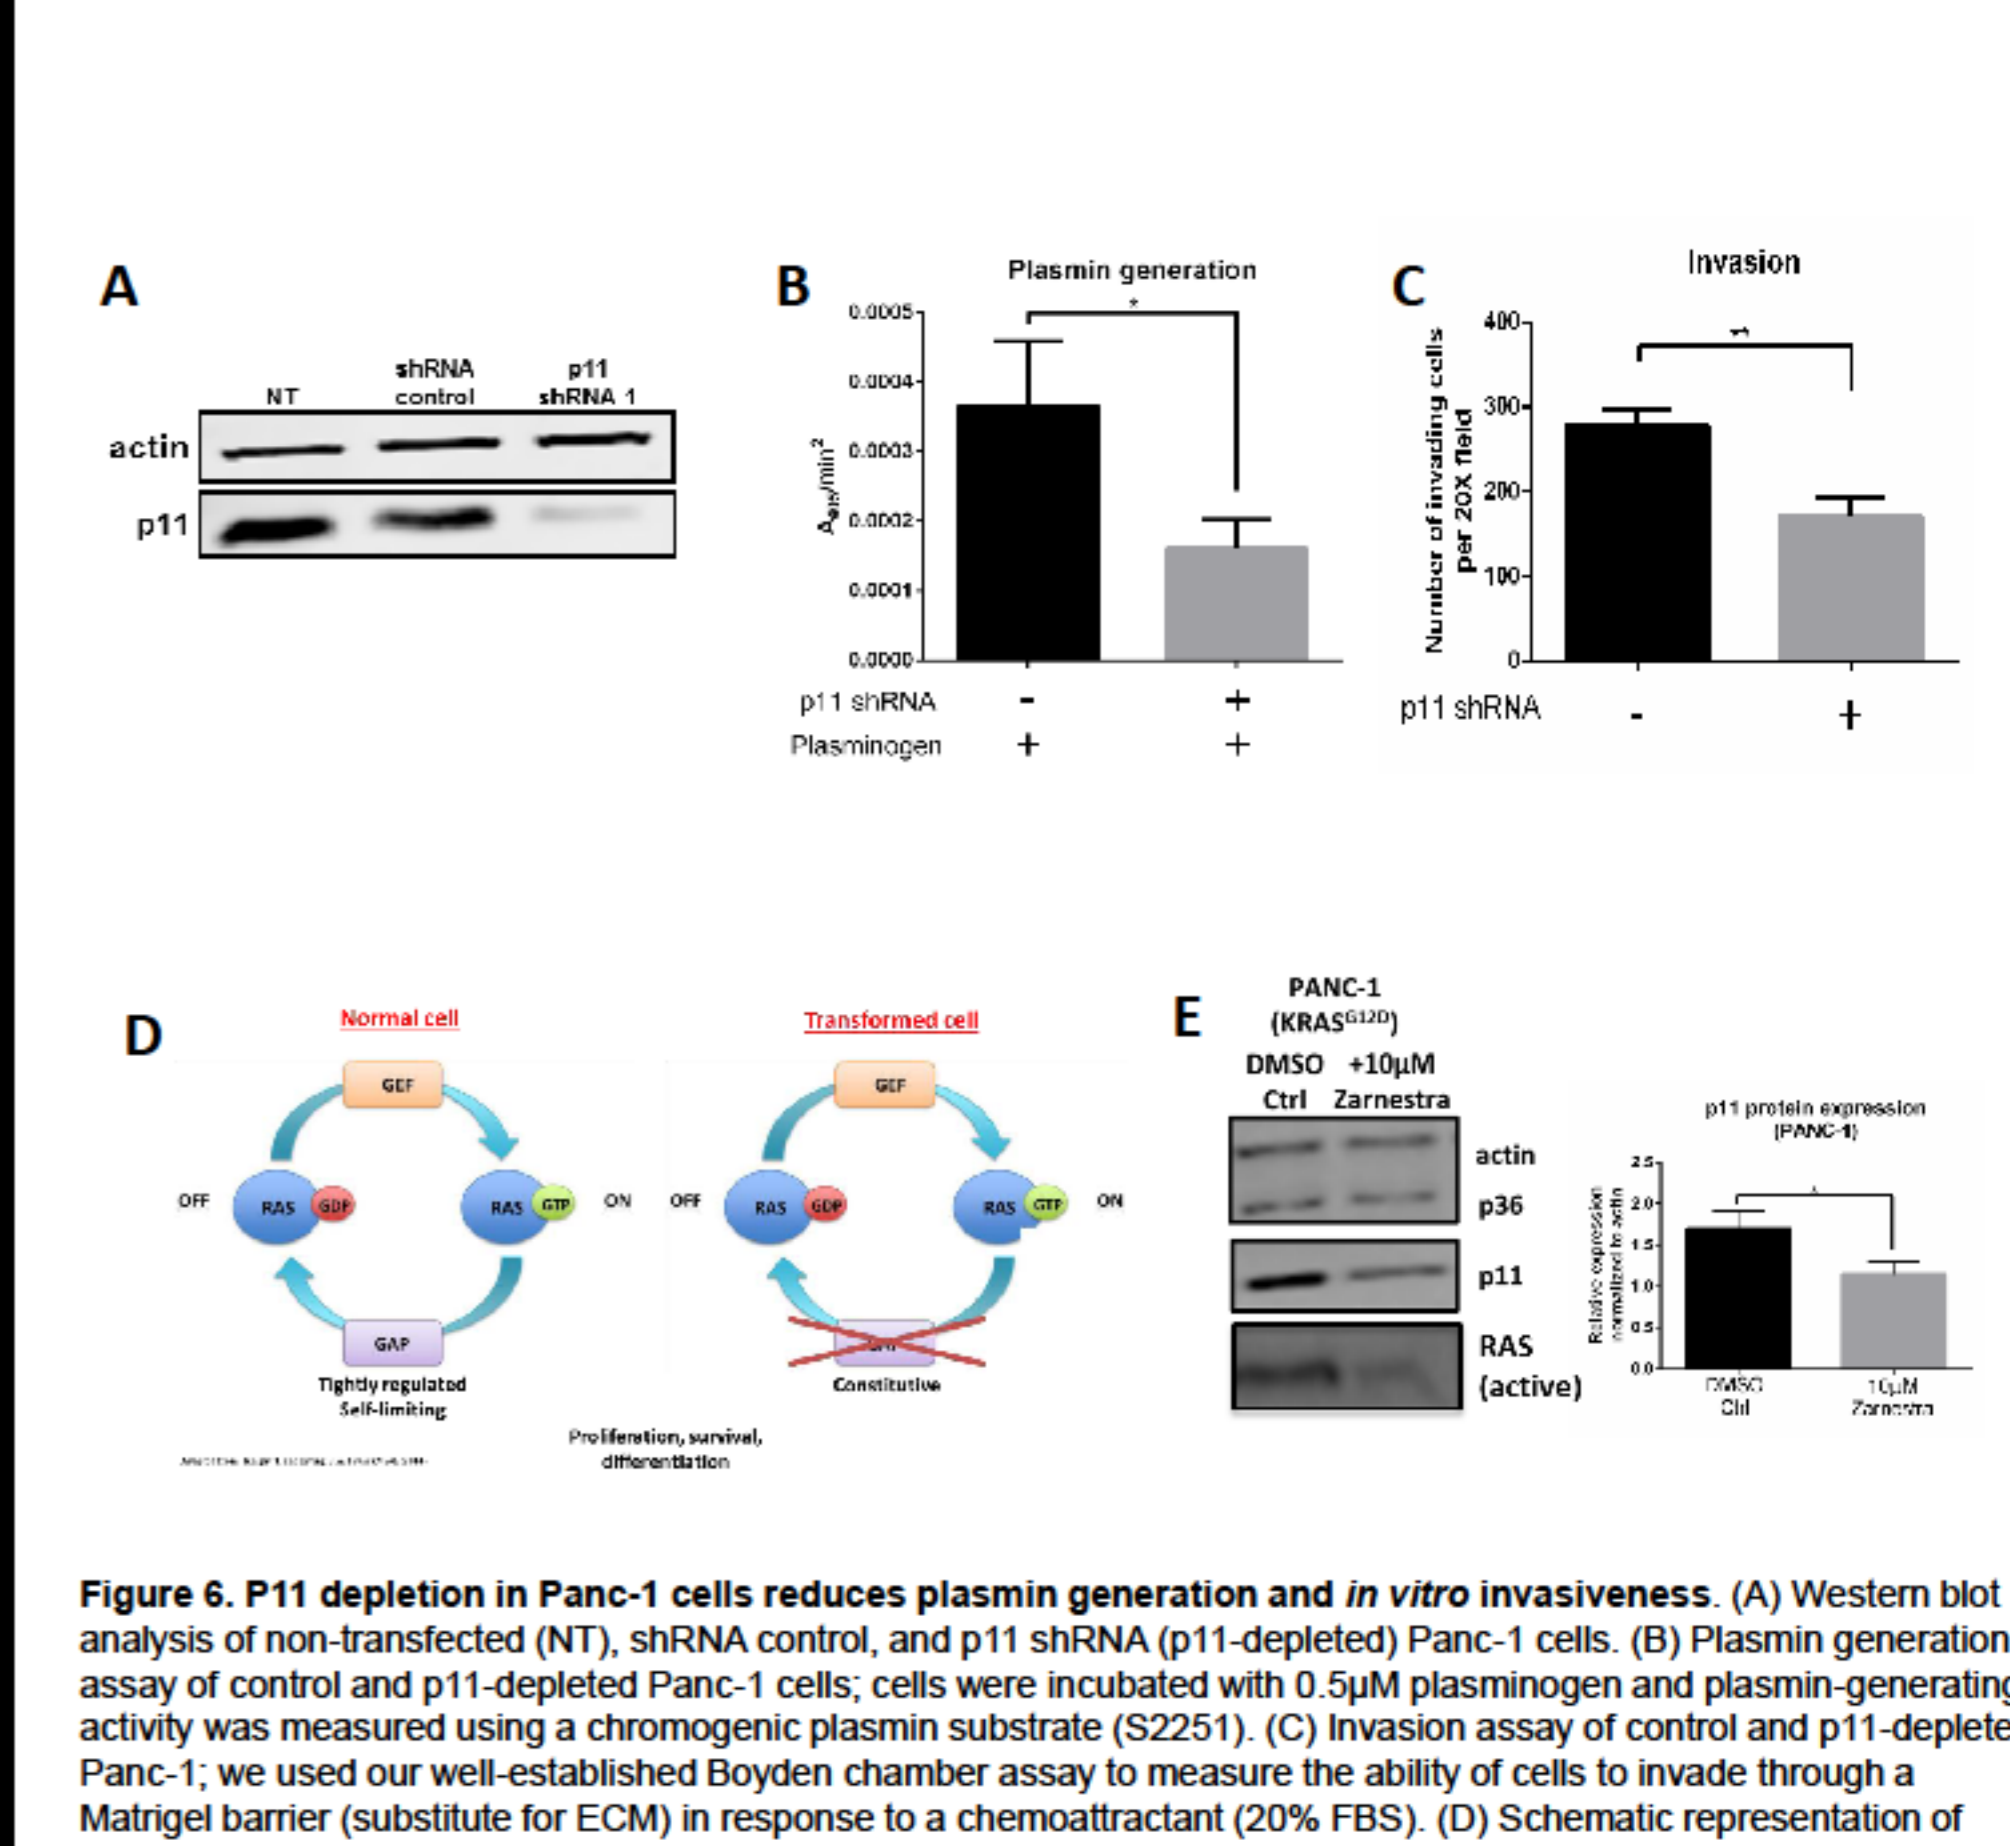 A
NT
shRNA
control
p11
shRNA 1
actin
p11
B
Plasmin generation
*
0.0005
0.0004
0.0003
0.0002
0.0001
0.0000
/min²
p11 shRNA - +
Plasminogen + +
C
Invasion
**
400
300
200
100
0
Number of invading cells
per 20X field
p11 shRNA - +
D
Normal cell
GEF
OFF RAS GDP RAS GTP ON
GAP
Tightly regulated
Self-limiting
Transformed cell
GEF
OFF RAS GDP RAS GTP ON
Constitutive
Proliferation, survival,
differentiation
E
PANC-1
(KRASG12D)
DMSO +10µM
Ctrl Zarnestra
actin
p36
p11
RAS
(active)
p11 protein expression
(PANC-1)
2.5
2.0
1.5
1.0
0.5
0.0
Relative expression
normalized to actin
DMSO
Ctrl
10µM
Zarnestra
Figure 6. P11 depletion in Panc-1 cells reduces plasmin generation and in vitro invasiveness. (A) Western blot
analysis of non-transfected (NT), shRNA control, and p11 shRNA (p11-depleted) Panc-1 cells. (B) Plasmin generation
assay of control and p11-depleted Panc-1 cells; cells were incubated with 0.5µM plasminogen and plasmin-generating
activity was measured using a chromogenic plasmin substrate (S2251). (C) Invasion assay of control and p11-deplete
Panc-1; we used our well-established Boyden chamber assay to measure the ability of cells to invade through a
Matrigel barrier (substitute for ECM) in response to a chemoattractant (20% FBS). (D) Schematic representation of